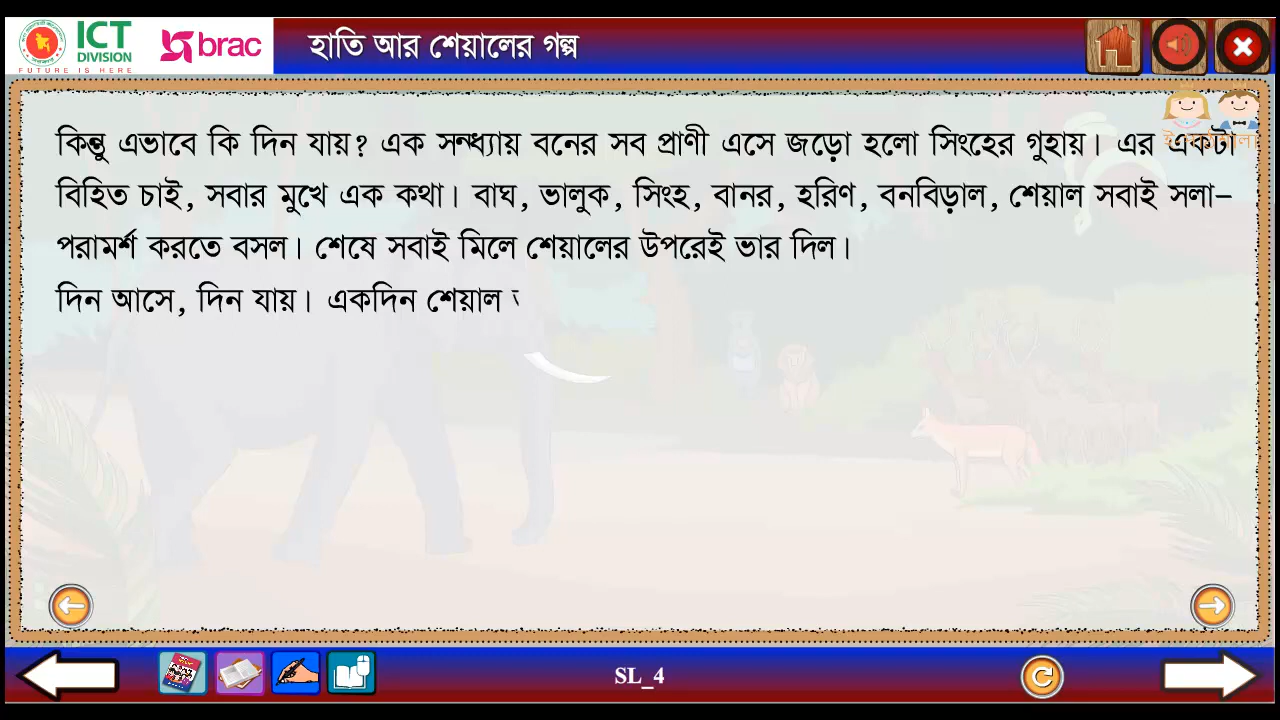 ICT
DIVISION
FUTURE IS HERE
brac
হাতি আর শেয়ালের গল্প
কিন্তু এভাবে কি দিন যায়? এক সন্ধ্যায় বনের সব প্রাণী এসে জড়ো হলো সিংহের গুহায়। এর একটা
বিহিত চাই, সবার মুখে এক কথা। বাঘ, ভালুক, সিংহ, বানর, হরিণ, বনবিড়াল, শেয়াল সবাই সলা-
পরামর্শ করতে বসল। শেষে সবাই মিলে শেয়ালের উপরেই ভার দিল।
দিন আসে, দিন যায়। একদিন শেয়াল
SL_4